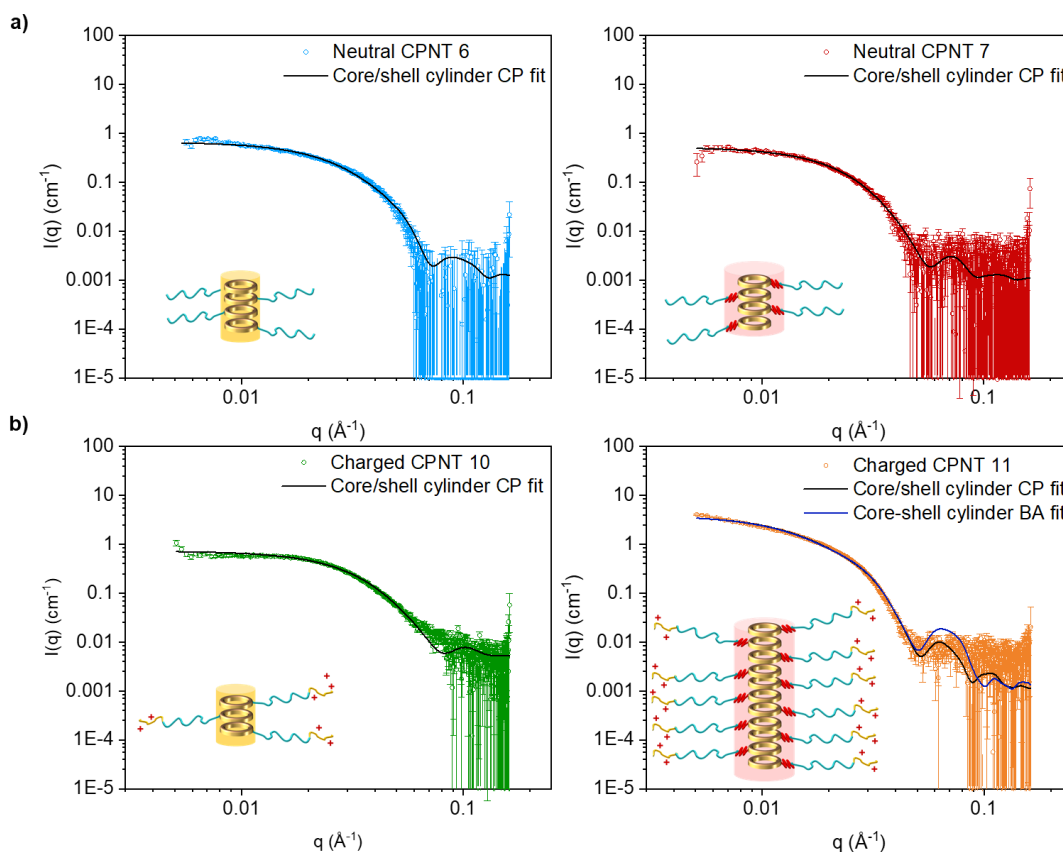 a)
100
10
1
0.1
0.01
0.001
1E-4
1E-5
I(q) (cm⁻¹)
Neutral CPNT 6
Core/shell cylinder CP fit
0.01
0.1
q (Å⁻¹)
100
10
1
0.1
0.01
0.001
1E-4
1E-5
I(q) (cm⁻¹)
Neutral CPNT 7
Core/shell cylinder CP fit
0.01
0.1
q (Å⁻¹)
b)
100
10
1
0.1
0.01
0.001
1E-4
1E-5
I(q) (cm⁻¹)
Charged CPNT 10
Core/shell cylinder CP fit
+ + + + + + +
0.01
0.1
q (Å⁻¹)
100
10
1
0.1
0.01
0.001
1E-4
1E-5
I(q) (cm⁻¹)
Charged CPNT 11
Core/shell cylinder CP fit
Core-shell cylinder BA fit
0.01
0.1
q (Å⁻¹)